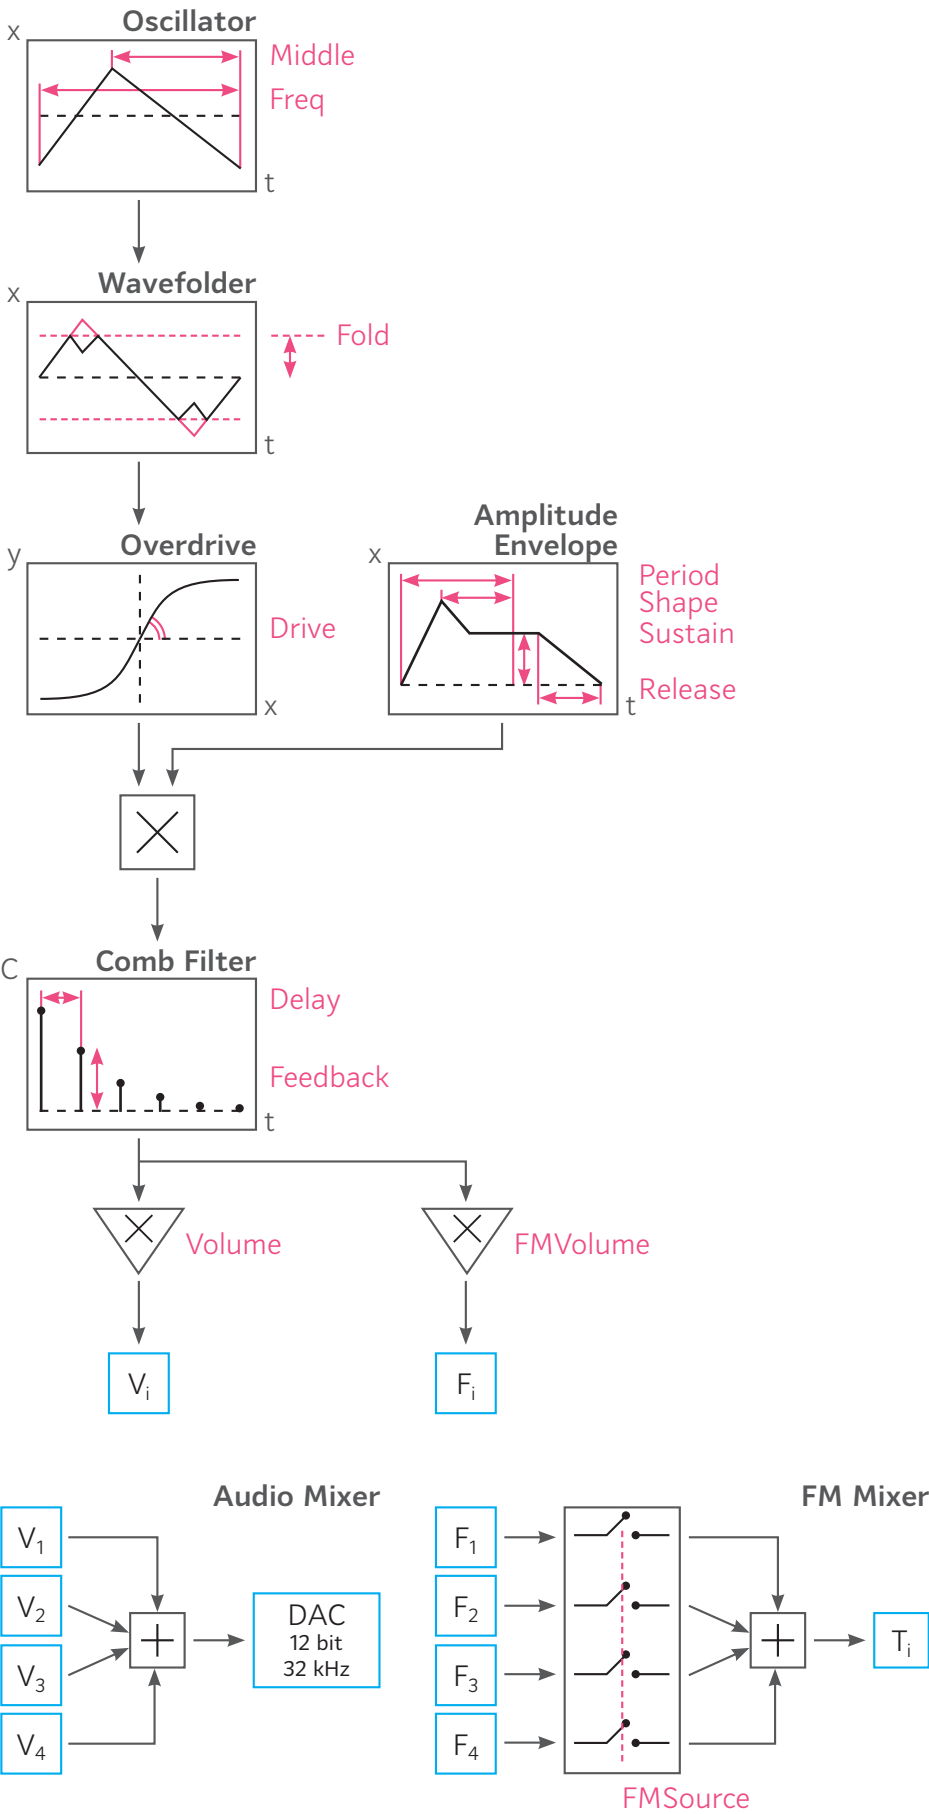 Oscillator
x
Middle
Freq
t
Wavefolder
x
Fold
t
Amplitude
Envelope
Overdrive
y
x
Period
Shape
Sustain
Drive
Release
x
t
Comb Filter
C
Delay
Feedback
t
Volume
FMVolume
Vi
Fi
Audio Mixer
FM Mixer
V1
F1
V2
F2
DAC
12 bit
32 kHz
Ti
V3
F3
V4
F4
FMSource